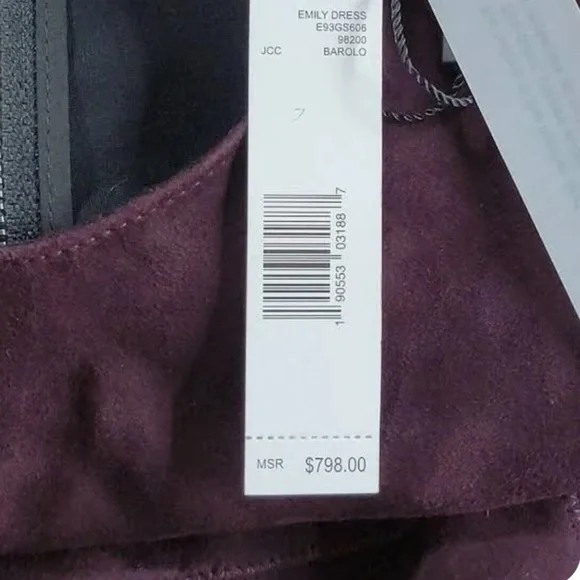 EMILY DRESS
E93GS606
98200
JCC BAROLO
1 90553 03188 7
MSR $798.00